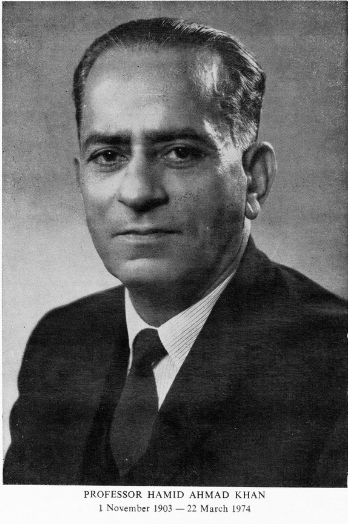 PROFESSOR HAMID AHMAD KHAN
1 November 1903 — 22 March 1974